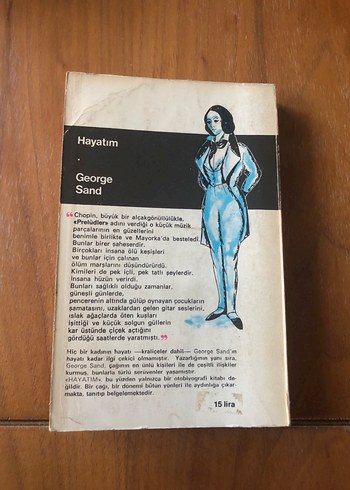 Hayatım
George
Sand
"Chopin, büyük bir alçakgönüllülükle,
«Prelüdler» adını verdiği o küçük müzik
parçalarının en güzellerini
benimle birlikte ve Mayorka'da besteledi.
Bunlar birer şaheserdir.
Birçokları insana ölü keşişleri
ve bunlar için çalınan
ölüm marşlarını düşündürürdü.
Kimileri de pek içli, pek tatlı şeylerdir.
İnsana hüzün verirdi.
Bunları sağlıklı olduğu zamanlar,
güneşli günlerde,
pencerenin altında gülüp oynayan çocukların
şamatasını, uzaklardan gelen gitar seslerini,
ıslak ağaçlarda öten kuşları
işittiği ve küçük solgun güllerin
kar üstünde çiçek açtığını
gördüğü saatlerde yaratmıştı."
Hiç bir kadının hayatı —kraliçeler dahil— George Sand'ın
hayatı kadar ilgi çekici olmamıştır. Yazarlığının yanı sıra,
George Sand, çağının en ünlü kişileri ile de çeşitli ilişkiler
kurmuş, bunlarla türlü serüvenler yaşamıştır.
«HAYATIM», bu yüzden yalnızca bir otobiyografi kitabı de-
ğildir. Bir çağı, bir dönemi bütün yönleri ile aydınlığa çıkar-
makta, tanıtıp belgelemektedir.
15 lira